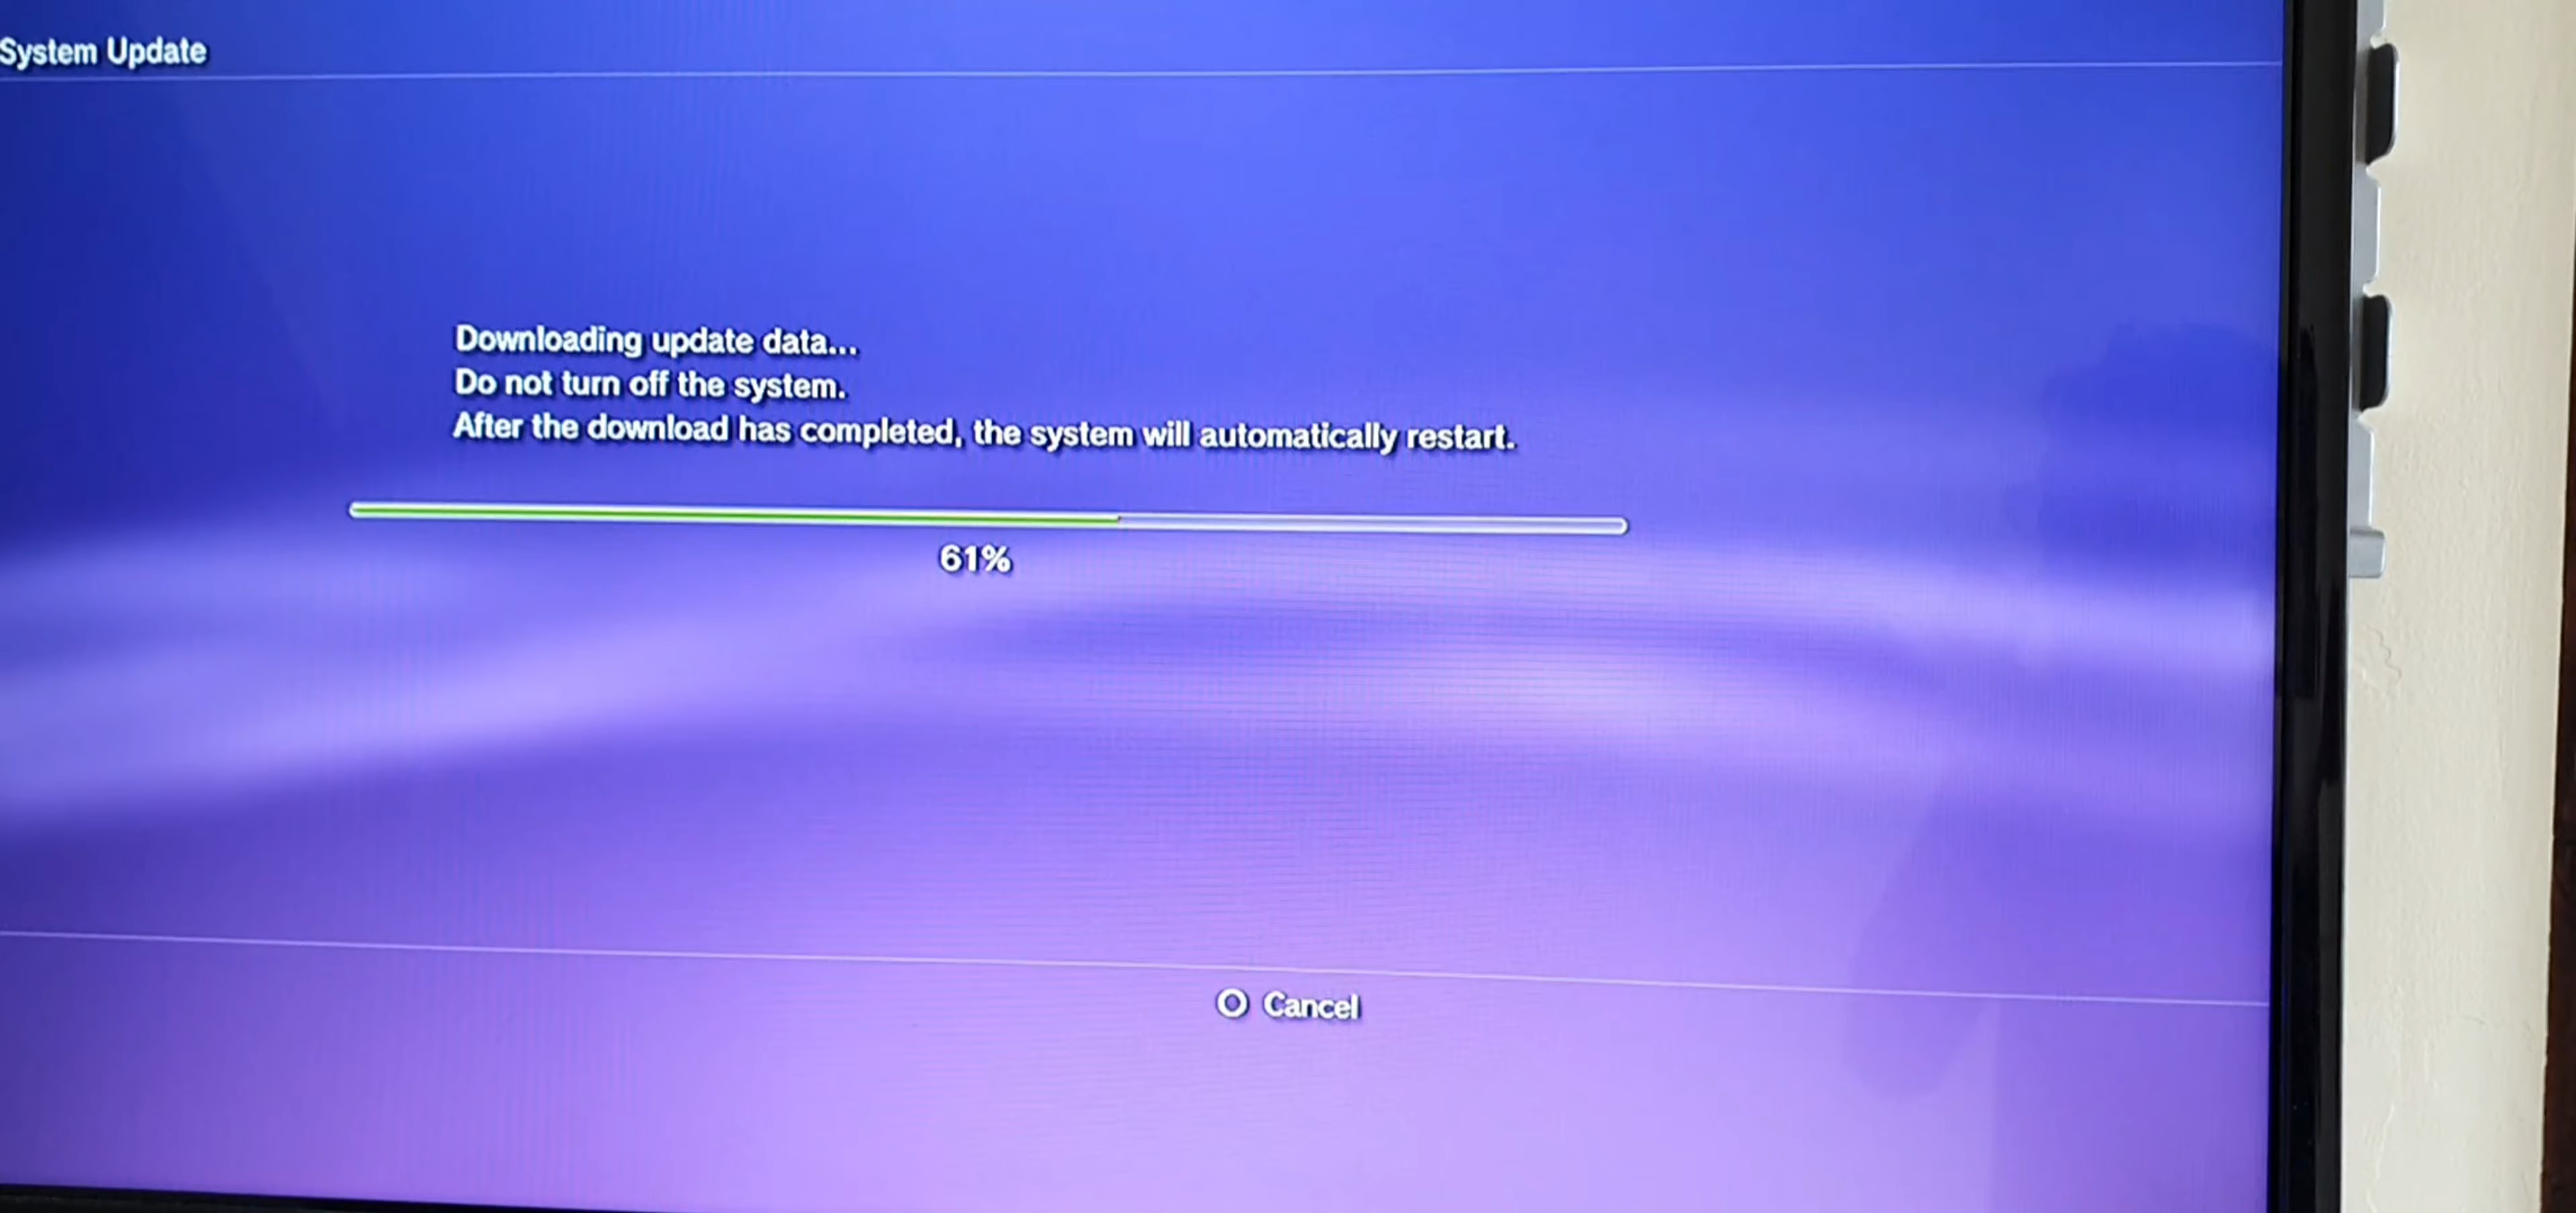 System Update
Downloading update data...
Do not turn off the system.
After the download has completed, the system will automatically restart.
61%
Cancel